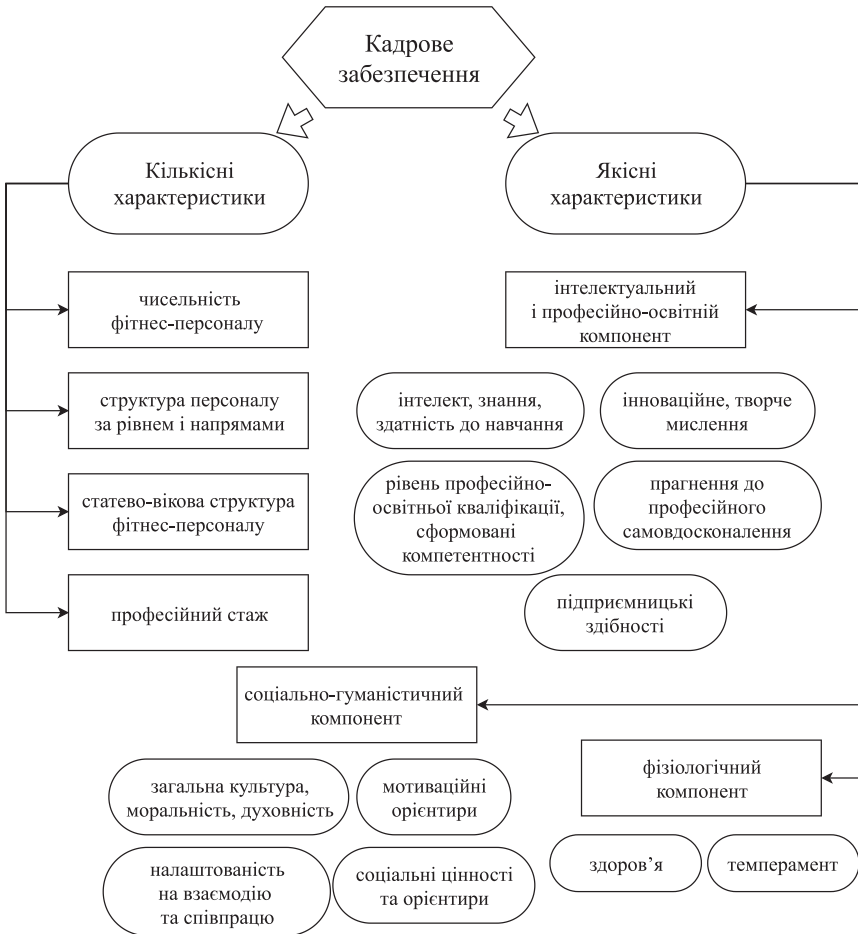 Кадрове
забезпечення
Кількісні
характеристики
Якісні
характеристики
чисельність
фітнес-персоналу
структура персоналу
за рівнем і напрямами
статево-вікова структура
фітнес-персоналу
професійний стаж
інтелектуальний
і професійно-освітній
компонент
інтелект, знання,
здатність до навчання
інноваційне, творче
мислення
рівень професійно-
освітньої кваліфікації,
сформовані
компетентності
прагнення до
професійного
самовдосконалення
підприємницькі
здібності
соціально-гуманістичний
компонент
загальна культура,
моральність, духовність
мотиваційні
орієнтири
налаштованість
на взаємодію
та співпрацю
соціальні цінності
та орієнтири
фізіологічний
компонент
здоров’я
темперамент